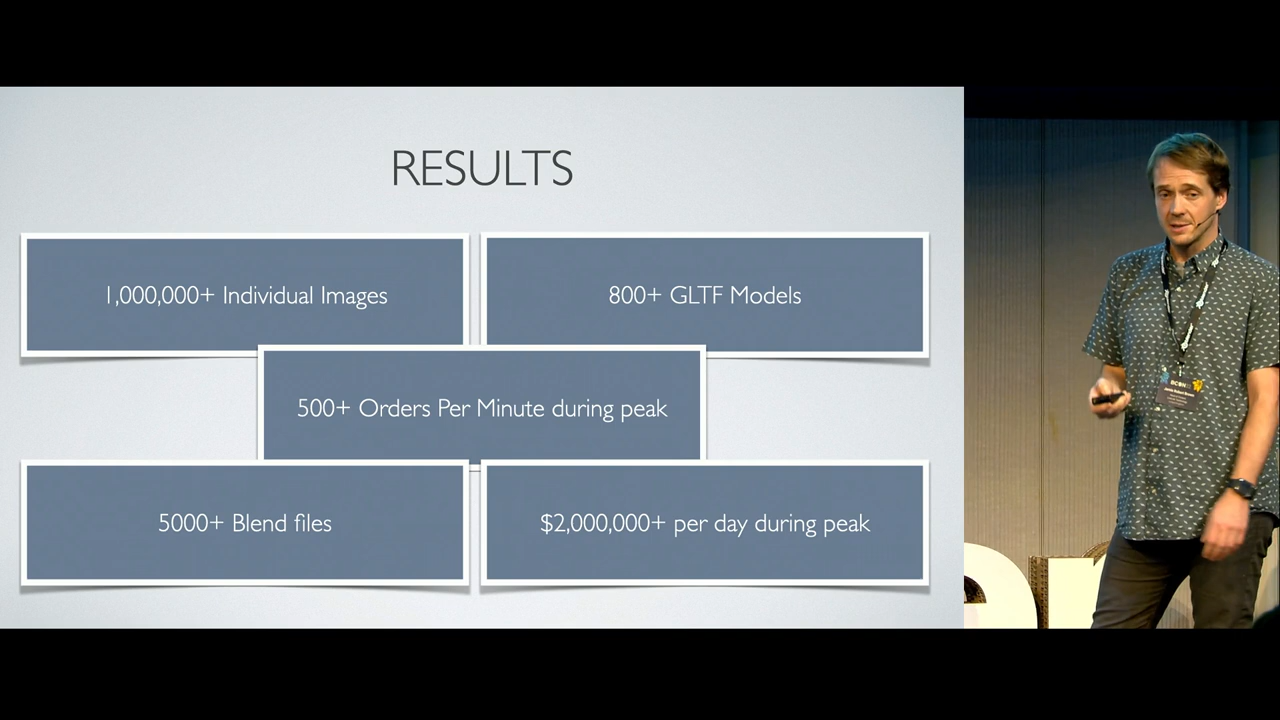 RESULTS
1,000,000+ Individual Images
800+ GLTF Models
500+ Orders Per Minute during peak
5000+ Blend files
$2,000,000+ per day during peak